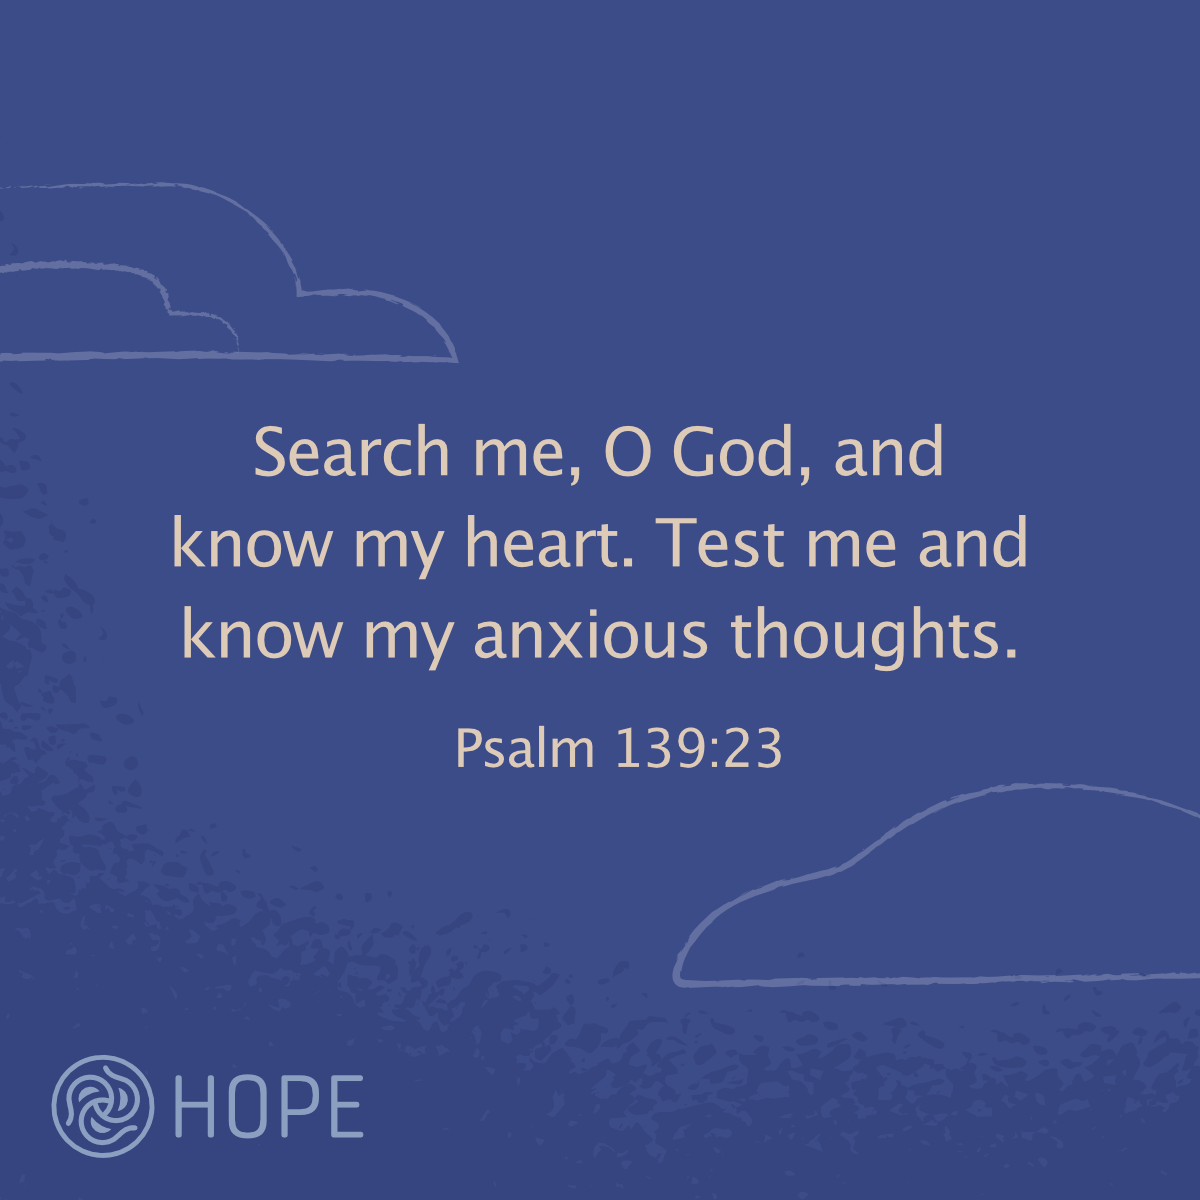 Search me, O God, and
know my heart. Test me and
know my anxious thoughts.
Psalm 139:23
HOPE